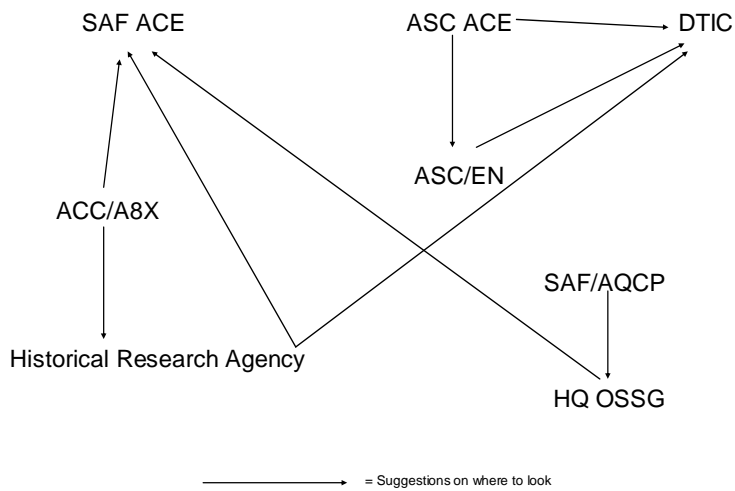 SAF ACE
ASC ACE
DTIC
ASC/EN
ACC/A8X
SAF/AQCP
Historical Research Agency
HQ OSSG
= Suggestions on where to look